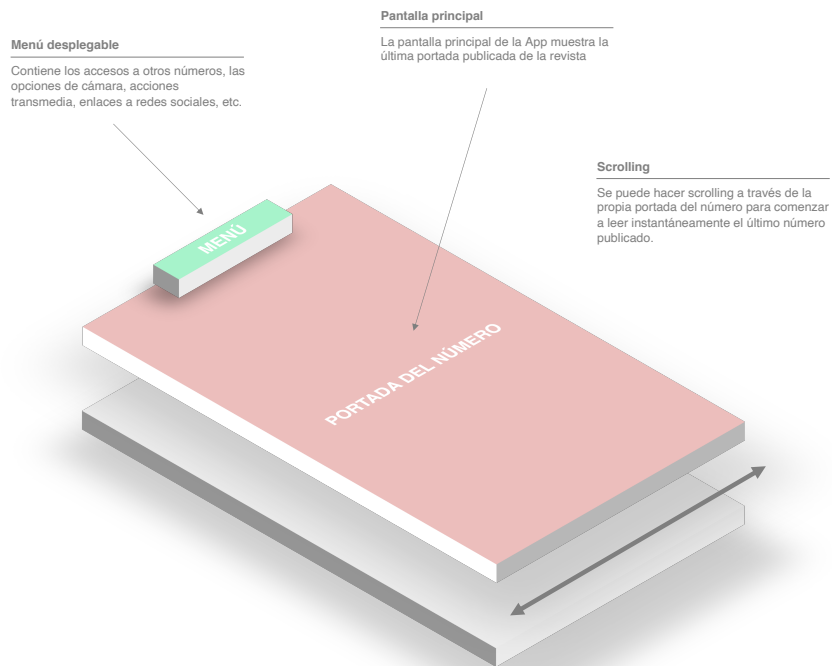 Pantalla principal
La pantalla principal de la App muestra la
última portada publicada de la revista
Menú desplegable
Contiene los accesos a otros números, las
opciones de cámara, acciones
transmedia, enlaces a redes sociales, etc.
Scrolling
Se puede hacer scrolling a través de la
propia portada del número para comenzar
a leer instantáneamente el último número
publicado.
MENÚ
PORTADA DEL NÚMERO